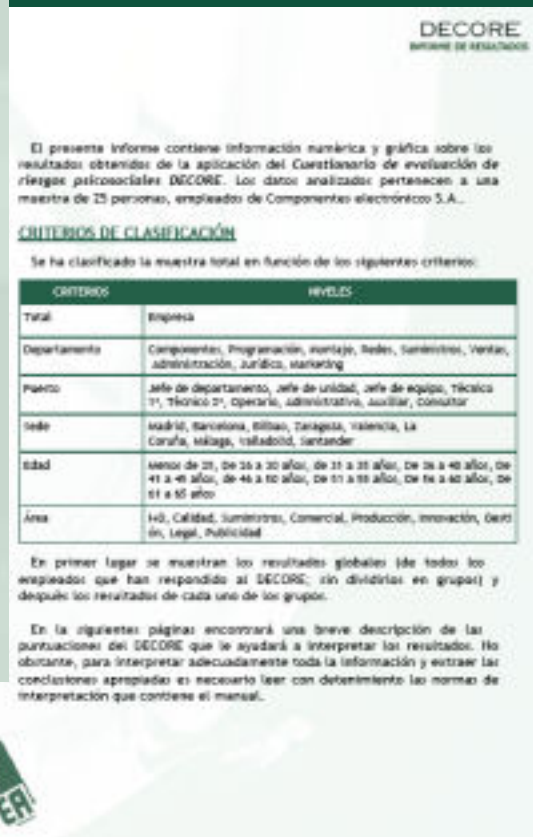 DECORE
INFORME DE RESULTADOS
El presente informe contiene información numérica y gráfica sobre los
resultados obtenidos de la aplicación del Cuestionario de evaluación de
riesgos psicosociales DECORE. Los datos analizados pertenecen a una
muestra de 25 personas, empleados de Componentes electrónicos S.A..
CRITERIOS DE CLASIFICACIÓN
Se ha clasificado la muestra total en función de los siguientes criterios:
CRITERIOS NIVELES
Total Empresa
Departamento Componentes, Programación, Montaje, Redes, Suministros, Ventas,
Administración, Jurídico, Marketing
Puesto Jefe de departamento, Jefe de unidad, Jefe de equipo, Técnico
1ª, Técnico 2ª, Operario, Administrativo, Auxiliar, Consultor
Sede Madrid, Barcelona, Bilbao, Zaragoza, Valencia, La
Coruña, Málaga, Valladolid, Santander
Edad Menos de 25, De 26 a 30 años, de 31 a 35 años, De 36 a 40 años, De
41 a 45 años, de 46 a 50 años, De 51 a 55 años, De 56 a 60 años, De
61 a 65 años
Área I+D, Calidad, Suministros, Comercial, Producción, Innovación, Gesti
ón, Legal, Publicidad
En primer lugar se muestran los resultados globales (de todos los
empleados que han respondido al DECORE; sin dividirlos en grupos) y
después los resultados de cada uno de los grupos.
En la siguientes páginas encontrará una breve descripción de las
puntuaciones del DECORE que le ayudará a interpretar los resultados. No
obstante, para interpretar adecuadamente toda la información y extraer las
conclusiones apropiadas es necesario leer con detenimiento las normas de
interpretación que contiene el manual.
EA